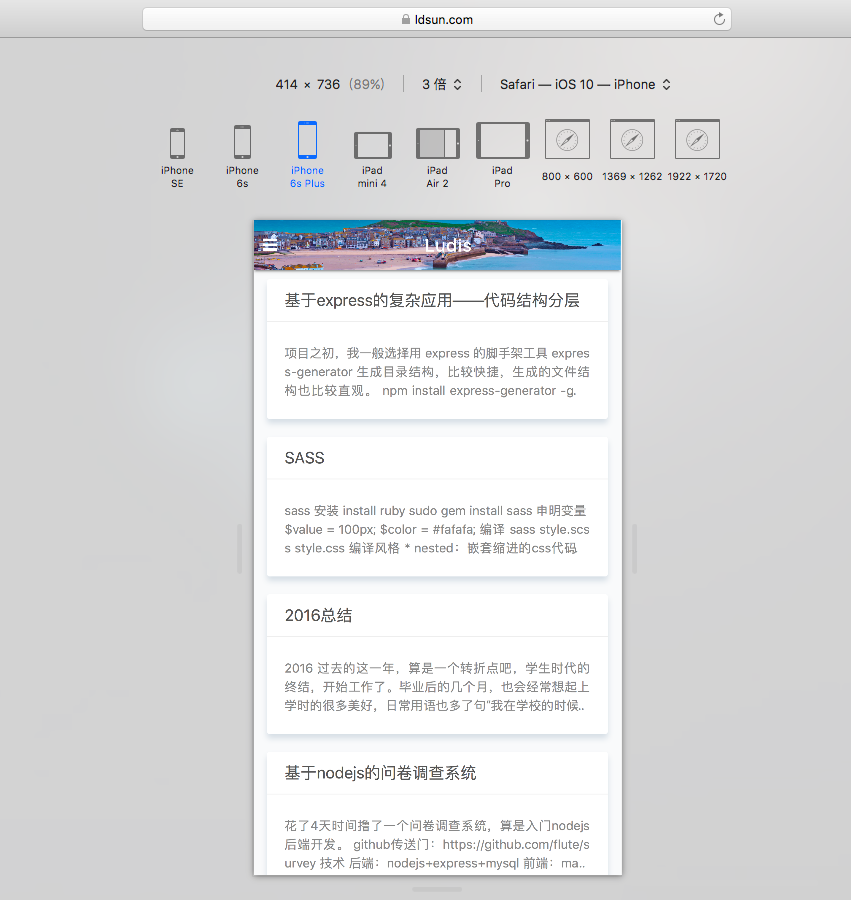 ldsun.com
414 × 736 (89%) 3 倍 Safari — iOS 10 — iPhone
iPhone SE
iPhone 6s
iPhone 6s Plus
iPad mini 4
iPad Air 2
iPad Pro
800 × 600
1369 × 1262
1922 × 1720
Ludis
基于express的复杂应用——代码结构分层
项目之初，我一般选择用 express 的脚手架工具 expres
s-generator 生成目录结构，比较快捷，生成的文件结
构也比较直观。 npm install express-generator -g.
SASS
sass 安装 install ruby sudo gem install sass 申明变量
$value = 100px; $color = #fafafa; 编译 sass style.scs
s style.css 编译风格 * nested：嵌套缩进的css代码
2016总结
2016 过去的这一年，算是一个转折点吧，学生时代的
终结，开始工作了。毕业后的几个月，也会经常想起上
学时的很多美好，日常用语也多了句“我在学校的时候..
基于nodejs的问卷调查系统
花了4天时间撸了一个问卷调查系统，算是入门nodejs
后端开发。 github传送门：https://github.com/flute/s
urvey 技术 后端：nodejs+express+mysql 前端：ma..